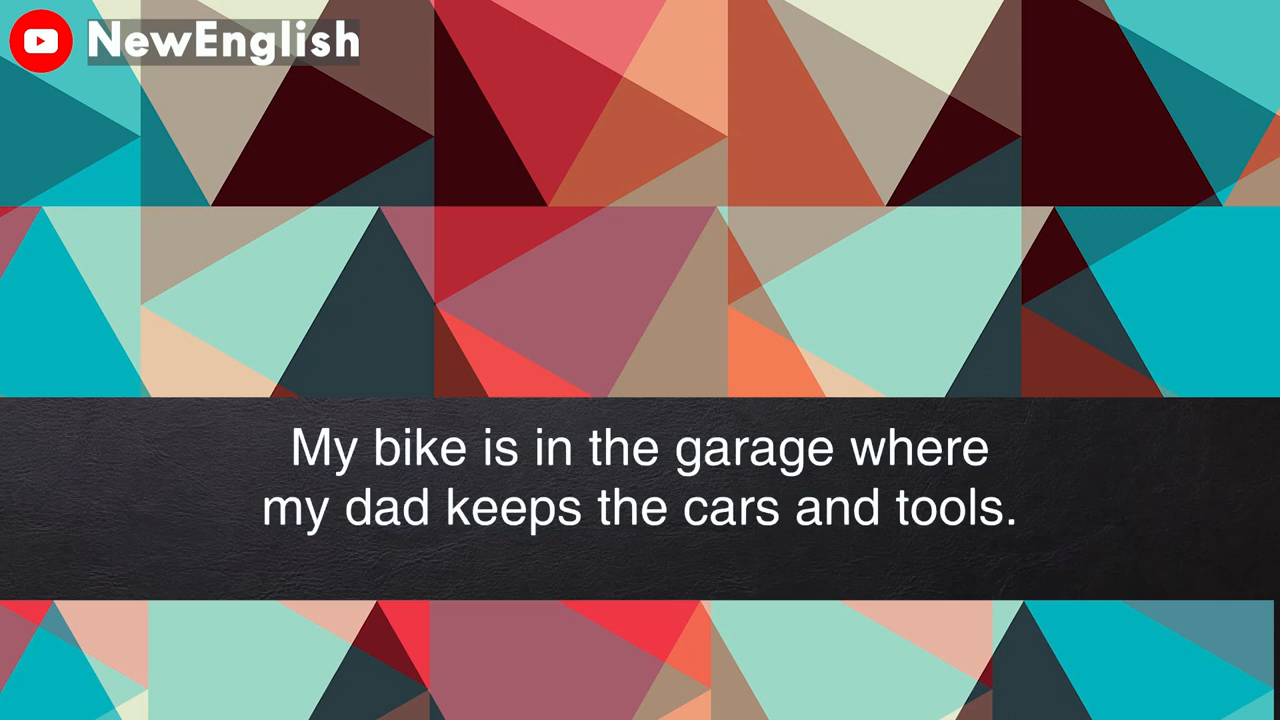 NewEnglish
My bike is in the garage where
my dad keeps the cars and tools.